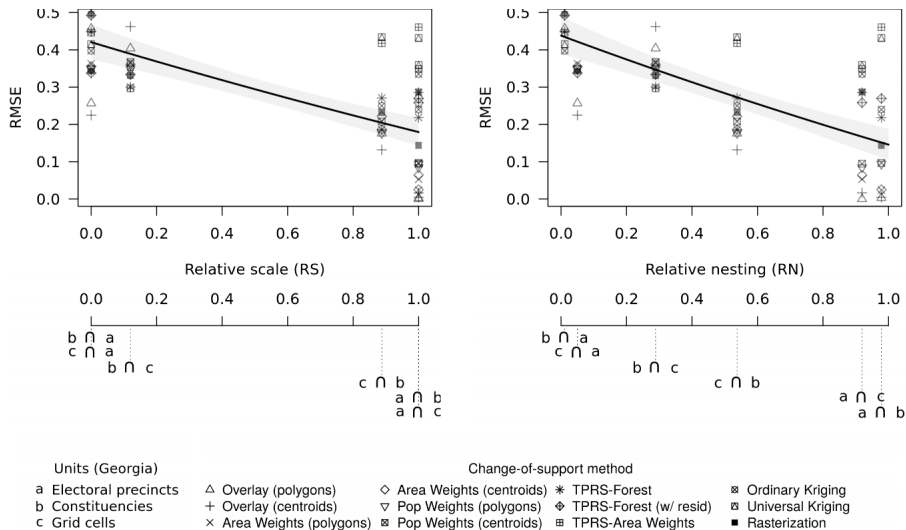 0.5 0.5
0.4 0.4
0.3 0.3
0.2 0.2
0.1 0.1
0.0 0.0
RMSE RMSE
0.0 0.2 0.4 0.6 0.8 1.0 0.0 0.2 0.4 0.6 0.8 1.0
Relative scale (RS) Relative nesting (RN)
0.0 0.2 0.4 0.6 0.8 1.0 0.0 0.2 0.4 0.6 0.8 1.0
b ∩ a b ∩ a
c ∩ a c ∩ a
b ∩ c b ∩ c
c ∩ b c ∩ b
a ∩ b a ∩ c
a ∩ c a ∩ b
Units (Georgia) Change-of-support method
a Electoral precincts Overlay (polygons) Area Weights (centroids) TPRS-Forest Ordinary Kriging
b Constituencies Overlay (centroids) Pop Weights (polygons) TPRS-Forest (w/ resid) Universal Kriging
c Grid cells Area Weights (polygons) Pop Weights (centroids) TPRS-Area Weights Rasterization